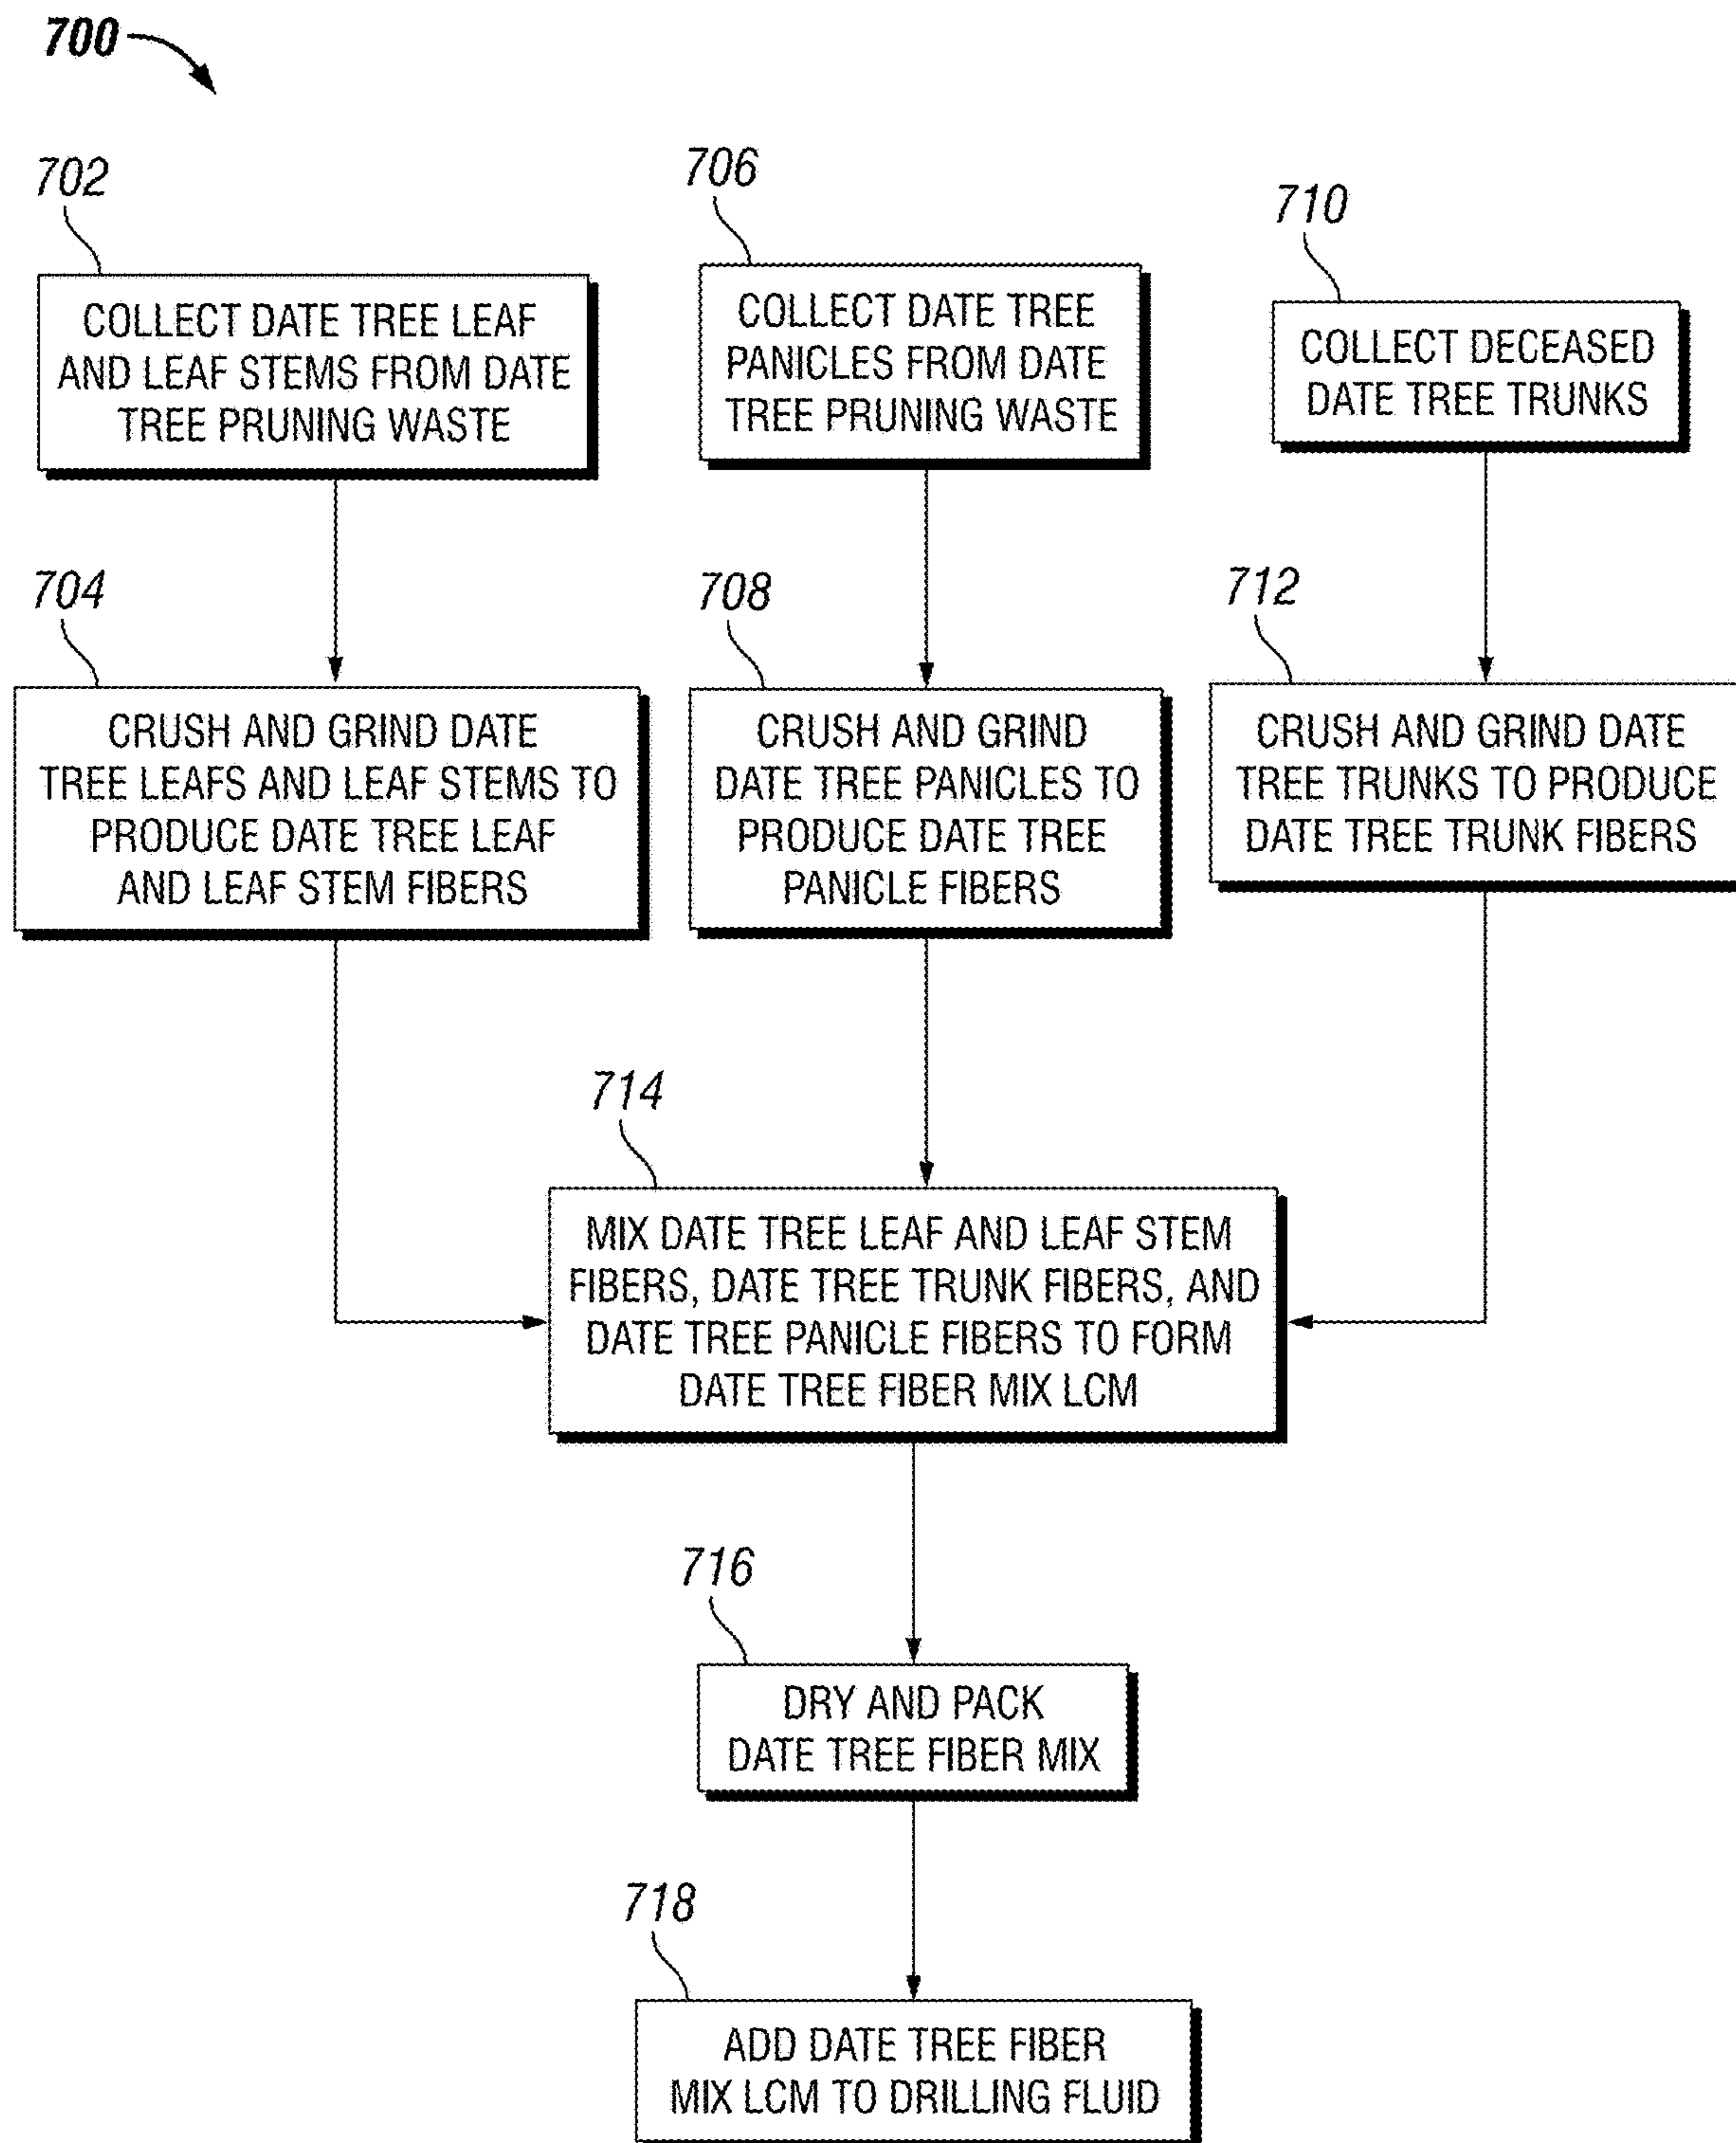 700
702
COLLECT DATE TREE LEAF
AND LEAF STEMS FROM DATE
TREE PRUNING WASTE
706
COLLECT DATE TREE
PANICLES FROM DATE
TREE PRUNING WASTE
710
COLLECT DECEASED
DATE TREE TRUNKS
704
CRUSH AND GRIND DATE
TREE LEAFS AND LEAF STEMS TO
PRODUCE DATE TREE LEAF
AND LEAF STEM FIBERS
708
CRUSH AND GRIND
DATE TREE PANICLES TO
PRODUCE DATE TREE
PANICLE FIBERS
712
CRUSH AND GRIND DATE
TREE TRUNKS TO PRODUCE
DATE TREE TRUNK FIBERS
714
MIX DATE TREE LEAF AND LEAF STEM
FIBERS, DATE TREE TRUNK FIBERS, AND
DATE TREE PANICLE FIBERS TO FORM
DATE TREE FIBER MIX LCM
716
DRY AND PACK
DATE TREE FIBER MIX
718
ADD DATE TREE FIBER
MIX LCM TO DRILLING FLUID